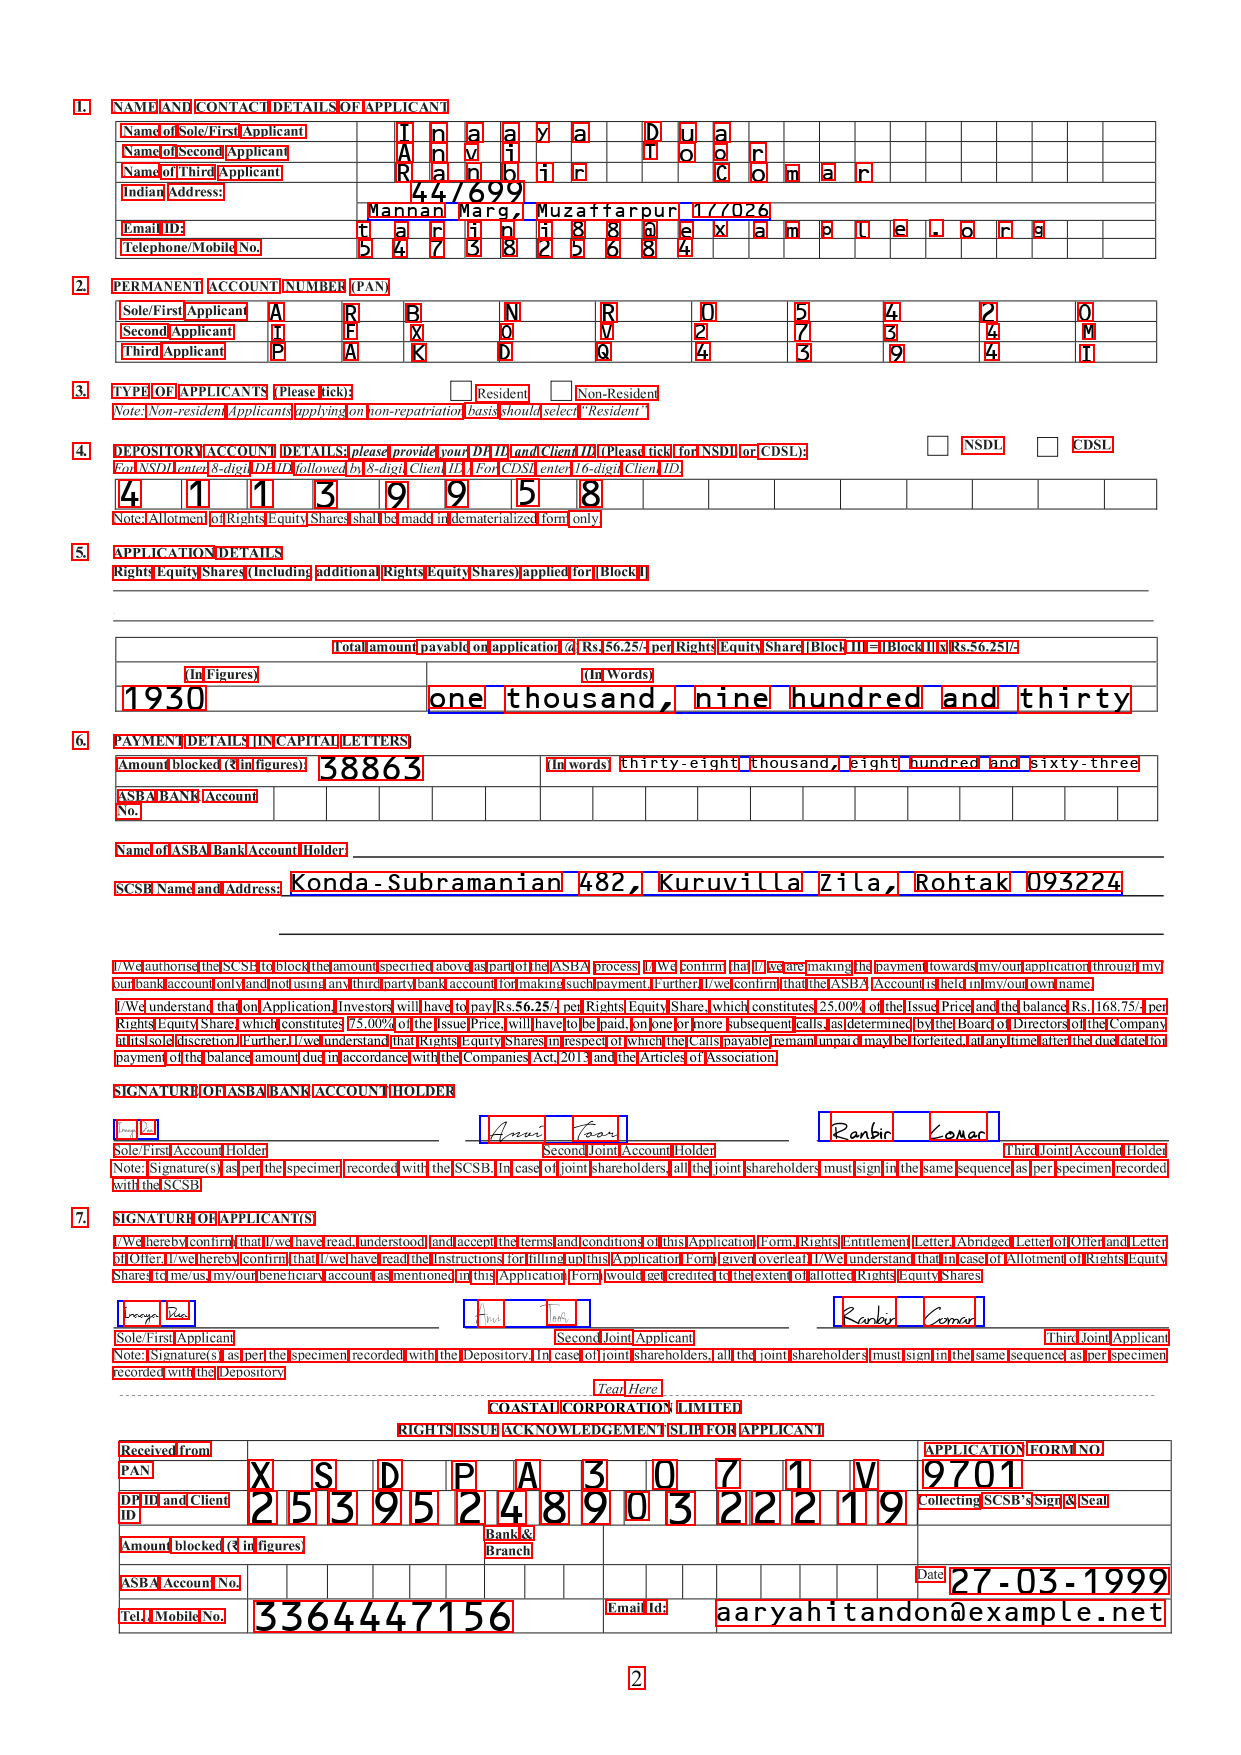 1. NAME AND CONTACT DETAILS OF APPLICANT
Name of Sole/First Applicant Inaaya Dua
Name of Second Applicant Anvi Toor
Name of Third Applicant Ranbir Comar
Indian Address: 44/699
Mannan Marg, Muzaffarpur 177026
Email ID: tarini88@example.org
Telephone/Mobile No. 5473825684
2. PERMANENT ACCOUNT NUMBER (PAN)
Sole/First Applicant A R B N R 0 5 4 2 O
Second Applicant I F X O V 2 7 3 4 M
Third Applicant P A K D Q 4 3 9 4 I
3. TYPE OF APPLICANTS (Please tick): Resident Non-Resident
Note: Non-resident Applicants applying on non-repatriation basis should select "Resident"
4. DEPOSITORY ACCOUNT DETAILS: please provide your DP ID and Client ID (Please tick for NSDL or CDSL): NSDL CDSL
For NSDL enter 8-digit DP ID followed by 8-digit Client ID / For CDSL enter 16-digit Client ID.
4 1 1 3 9 9 5 8
Note: Allotment of Rights Equity Shares shall be made in dematerialized form only.
5. APPLICATION DETAILS
Rights Equity Shares (Including additional Rights Equity Shares) applied for [Block I]
Total amount payable on application @ Rs. 56.25/- per Rights Equity Share [Block II] = [Block I] x Rs.56.25]/-
(In Figures) (In Words)
1930 one thousand, nine hundred and thirty
6. PAYMENT DETAILS [IN CAPITAL LETTERS]
Amount blocked (₹ in figures): 38863 (In words) thirty-eight thousand, eight hundred and sixty-three
ASBA BANK Account
No.
Name of ASBA Bank Account Holder:
SCSB Name and Address: Konda-Subramanian 482, Kuruvilla Zila, Rohtak 093224
I/We authorise the SCSB to block the amount specified above as part of the ASBA process. I/ We confirm that I/ we are making the payment towards my/our application through my/
our bank account only and not using any third party bank account for making such payment. Further, I/we confirm that the ASBA Account is held in my/our own name.
I/We understand that on Application, Investors will have to pay Rs.56.25/- per Rights Equity Share, which constitutes 25.00% of the Issue Price and the balance Rs. 168.75/- per
Rights Equity Share, which constitutes 75.00% of the Issue Price, will have to be paid, on one or more subsequent calls, as determined by the Board of Directors of the Company
at its sole discretion. Further, I/we understand that Rights Equity Shares in respect of which the Calls payable remain unpaid may be forfeited, at any time after the due date for
payment of the balance amount due in accordance with the Companies Act, 2013 and the Articles of Association.
SIGNATURE OF ASBA BANK ACCOUNT HOLDER
Inaaya Dua Anvi Toor Ranbir Comar
Sole/First Account Holder Second Joint Account Holder Third Joint Account Holder
Note: Signature(s) as per the specimen recorded with the SCSB. In case of joint shareholders, all the joint shareholders must sign in the same sequence as per specimen recorded
with the SCSB
7. SIGNATURE OF APPLICANT(S)
I/We hereby confirm that I/we have read, understood and accept the terms and conditions of this Application Form, Rights Entitlement Letter, Abridged Letter of Offer and Letter
of Offer. I/we hereby confirm that I/we have read the Instructions for filling up this Application Form given overleaf. I/We understand that in case of Allotment of Rights Equity
Shares to me/us, my/our beneficiary account as mentioned in this Application Form would get credited to the extent of allotted Rights Equity Shares
Inaaya Dua Anvi Toor Ranbir Comar
Sole/First Applicant Second Joint Applicant Third Joint Applicant
Note: Signature(s) as per the specimen recorded with the Depository. In case of joint shareholders, all the joint shareholders must sign in the same sequence as per specimen
recorded with the Depository
Tear Here
COASTAL CORPORATION LIMITED
RIGHTS ISSUE ACKNOWLEDGEMENT SLIP FOR APPLICANT
Received from APPLICATION FORM NO.
PAN X S D P A 3 0 7 1 V 9701
DP ID and Client
ID 2539524890322219 Collecting SCSB's Sign & Seal
Amount blocked (₹ in figures) Bank &
Branch
ASBA Account No. Date 27-03-1999
Tel./ Mobile No. 3364447156 Email Id: aaryahitandon@example.net
2